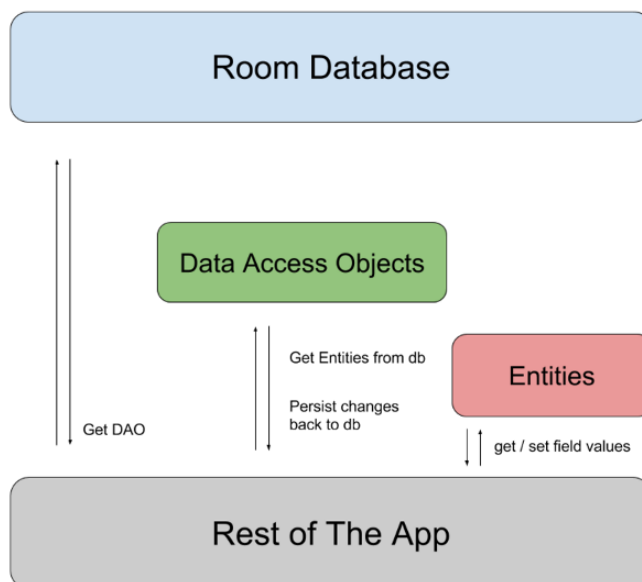 Room Database
Data Access Objects
Get Entities from db
Entities
Persist changes
back to db
Get DAO
get / set field values
Rest of The App